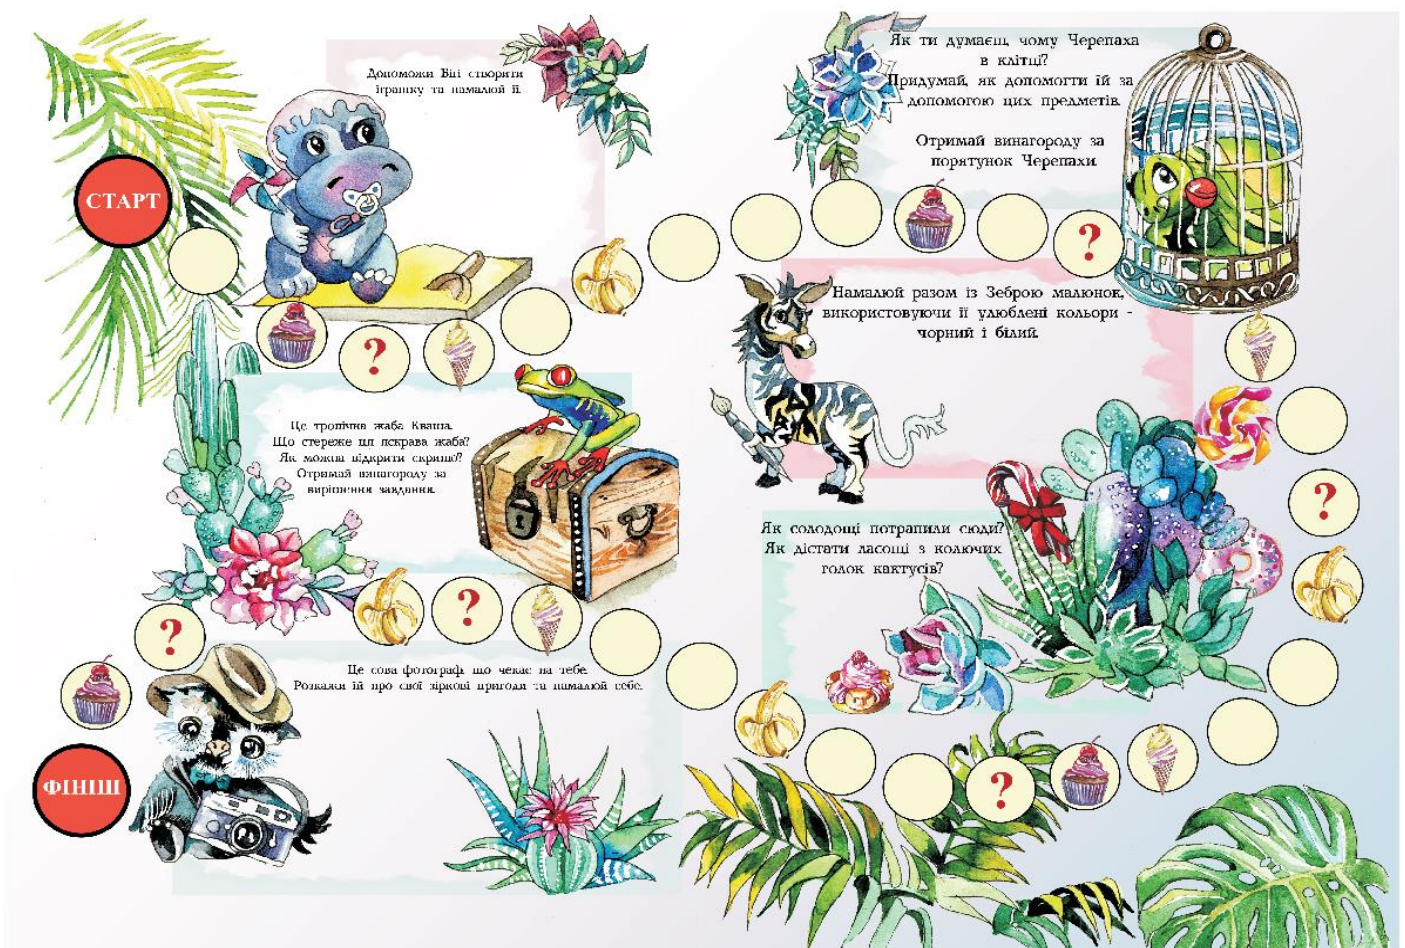 Допоможи Біпі створити
іграшку та намалюй її.
Як ти думаєш, чому Черепаха
в клітці?
Придумай, як допомогти їй за
допомогою цих предметів.
Отримай винагороду за
порятунок Черепахи
СТАРТ
?
?
Намалюй разом із Зеброю малюнок,
використовуючи її улюблені кольори -
чорний і білий.
Це тропічна жаба Кваша.
Що стереже ця яскрава жаба?
Як можна відкрити скриню?
Отримай винагороду за
вирішення завдання.
?
Як солодощі потрапили сюди?
Як дістати ласощі з колючих
голок кактусів?
?
?
Це сова фотограф, що чекає на тебе.
Розкажи їй про свої зіркові пригоди та намалюй себе.
ФІНІШ
?